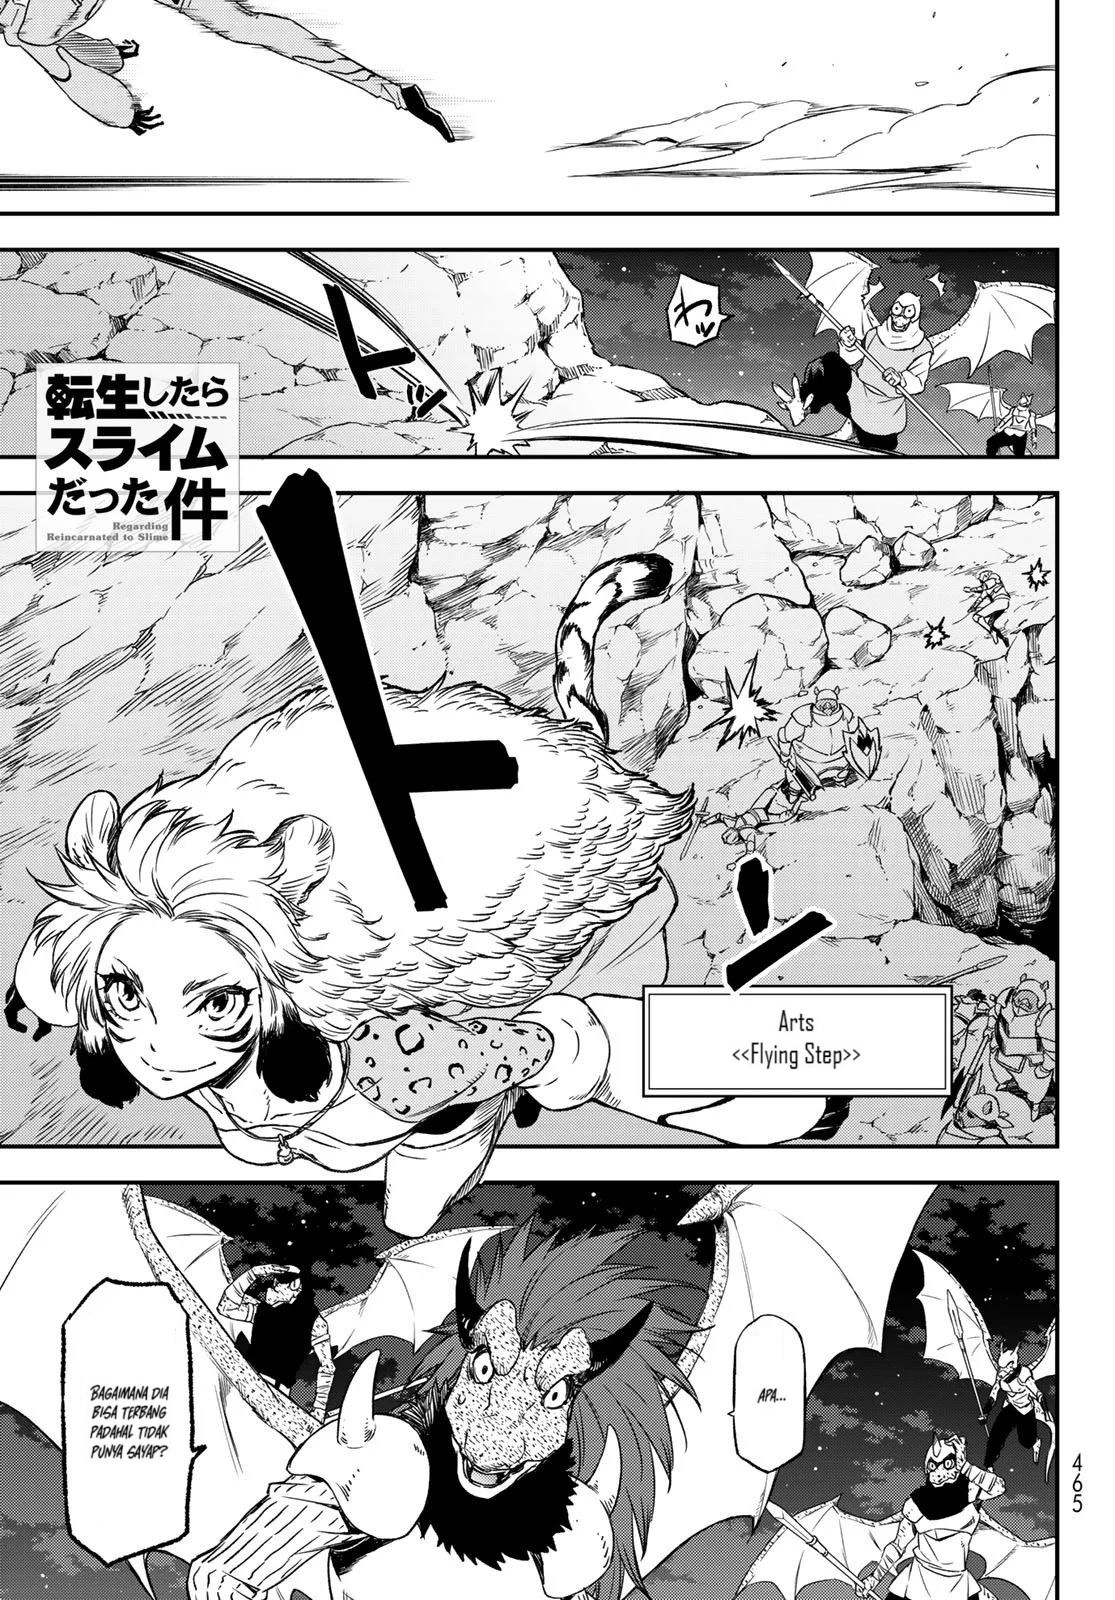 わッ
トッ
転生したら
スライム
だった件
Regarding
Reincarnated to Slime
トン
Arts
<<Flying Step>>
APA...
BAGAIMANA DIA
BISA TERBANG
PADAHAL TIDAK
PUNYA SAYAP?
465